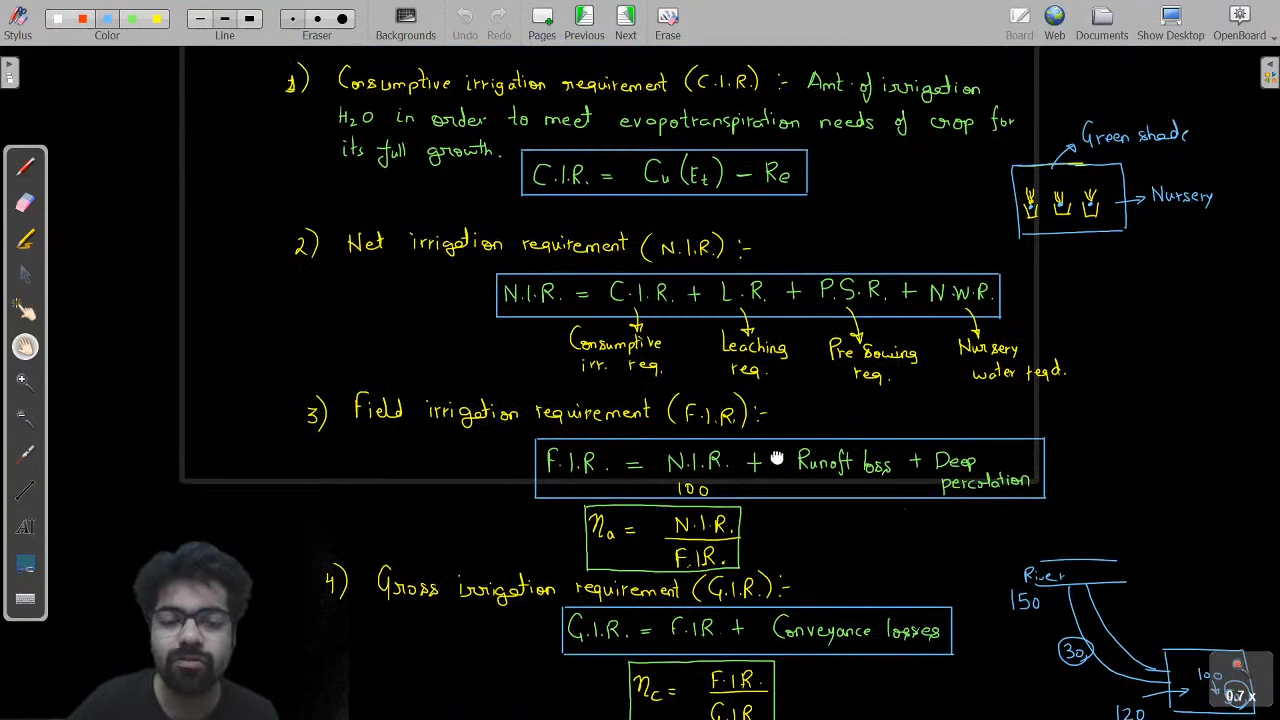 Stylus
Color
Line
Eraser
Backgrounds
Undo
Redo
Pages
Previous
Next
Erase
Board
Web
Documents
Show Desktop
OpenBoard
1) Consumptive irrigation requirement (C.I.R.) :- Amt. of irrigation
H₂O in order to meet evapotranspiration needs of crop for
its full growth.
C.I.R. = Cu (Et) - Re
Green shade
Nursery
2) Net irrigation requirement (N.I.R.) :-
N.I.R. = C.I.R. + L.R. + P.S.R. + N.W.R.
Consumptive irr. req.
Leaching req.
Pre Sowing req.
Nursery water reqd.
3) Field irrigation requirement (F.I.R.) :-
F.I.R. = N.I.R. + Runoff loss + Deep percolation
100
ηa = N.I.R. / F.I.R.
4) Gross irrigation requirement (G.I.R.) :-
G.I.R. = F.I.R. + Conveyance losses
ηc = F.I.R. / G.I.R
River
150
30
100
120
0.7 x
AI